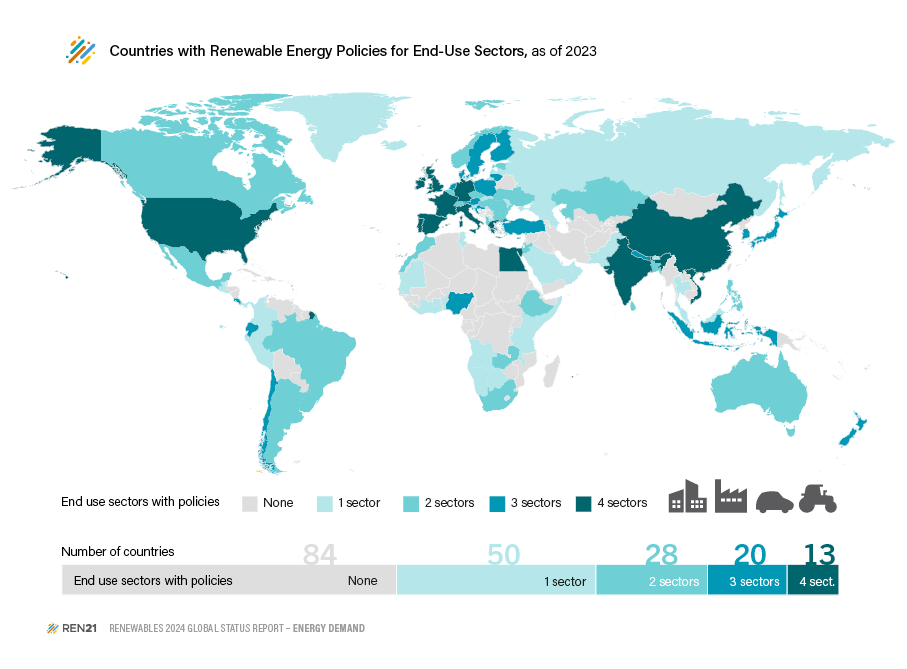 Countries with Renewable Energy Policies for End-Use Sectors, as of 2023
End use sectors with policies None 1 sector 2 sectors 3 sectors 4 sectors
Number of countries 84 50 28 20 13
End use sectors with policies None 1 sector 2 sectors 3 sectors 4 sect.
REN21 RENEWABLES 2024 GLOBAL STATUS REPORT – ENERGY DEMAND